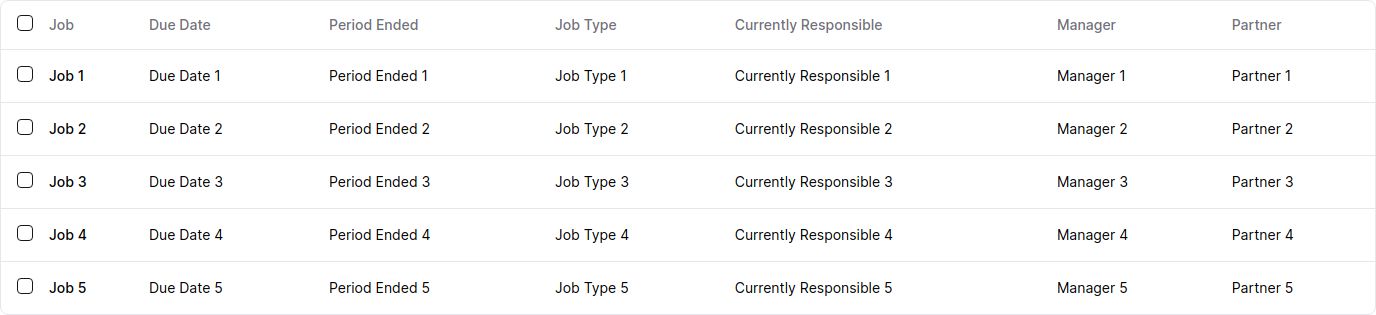 Job Due Date Period Ended Job Type Currently Responsible Manager Partner
Job 1 Due Date 1 Period Ended 1 Job Type 1 Currently Responsible 1 Manager 1 Partner 1
Job 2 Due Date 2 Period Ended 2 Job Type 2 Currently Responsible 2 Manager 2 Partner 2
Job 3 Due Date 3 Period Ended 3 Job Type 3 Currently Responsible 3 Manager 3 Partner 3
Job 4 Due Date 4 Period Ended 4 Job Type 4 Currently Responsible 4 Manager 4 Partner 4
Job 5 Due Date 5 Period Ended 5 Job Type 5 Currently Responsible 5 Manager 5 Partner 5